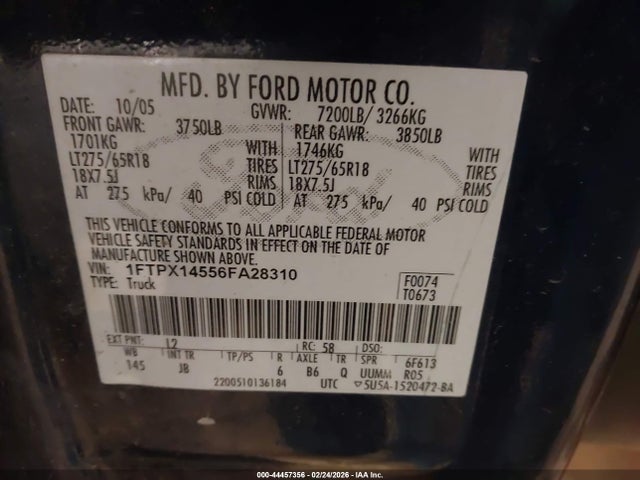 MFD. BY FORD MOTOR CO.
DATE: 10/05 GVWR: 7200LB/ 3266KG
FRONT GAWR: 3750LB REAR GAWR: 3850LB
1701KG WITH 1746KG WITH
LT275/65R18 TIRES LT275/65R18 TIRES
18X7.5J RIMS 18X7.5J RIMS
AT 275 kPa/ 40 PSI COLD AT 275 kPa/ 40 PSI COLD
THIS VEHICLE CONFORMS TO ALL APPLICABLE FEDERAL MOTOR
VEHICLE SAFETY STANDARDS IN EFFECT ON THE DATE OF
MANUFACTURE SHOWN ABOVE.
VIN: 1FTPX14556FA28310 F0074
TYPE: Truck T0673
EXT PNT: L2 RC: 58 DSO:
WB INT TR TP/PS R AXLE TR SPR 6F613
145 JB 6 B6 Q UUMM R05
2200510136184 UTC 5U5A-1520472-BA
Ford
000-44457356 - 02/24/2026 - IAA Inc.